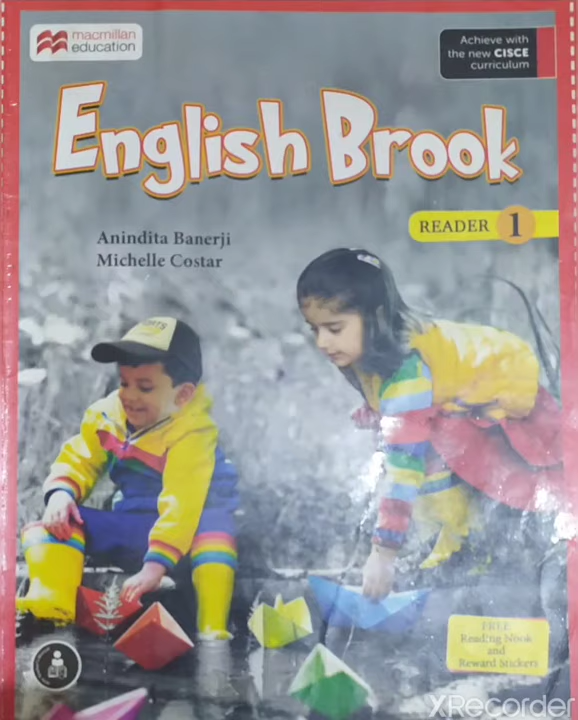 macmillan
education
Achieve with
the new CISCE
curriculum
English Brook
READER 1
Anindita Banerji
Michelle Costar
FREE
Reading Nook
and
Reward Stickers
XRecorder